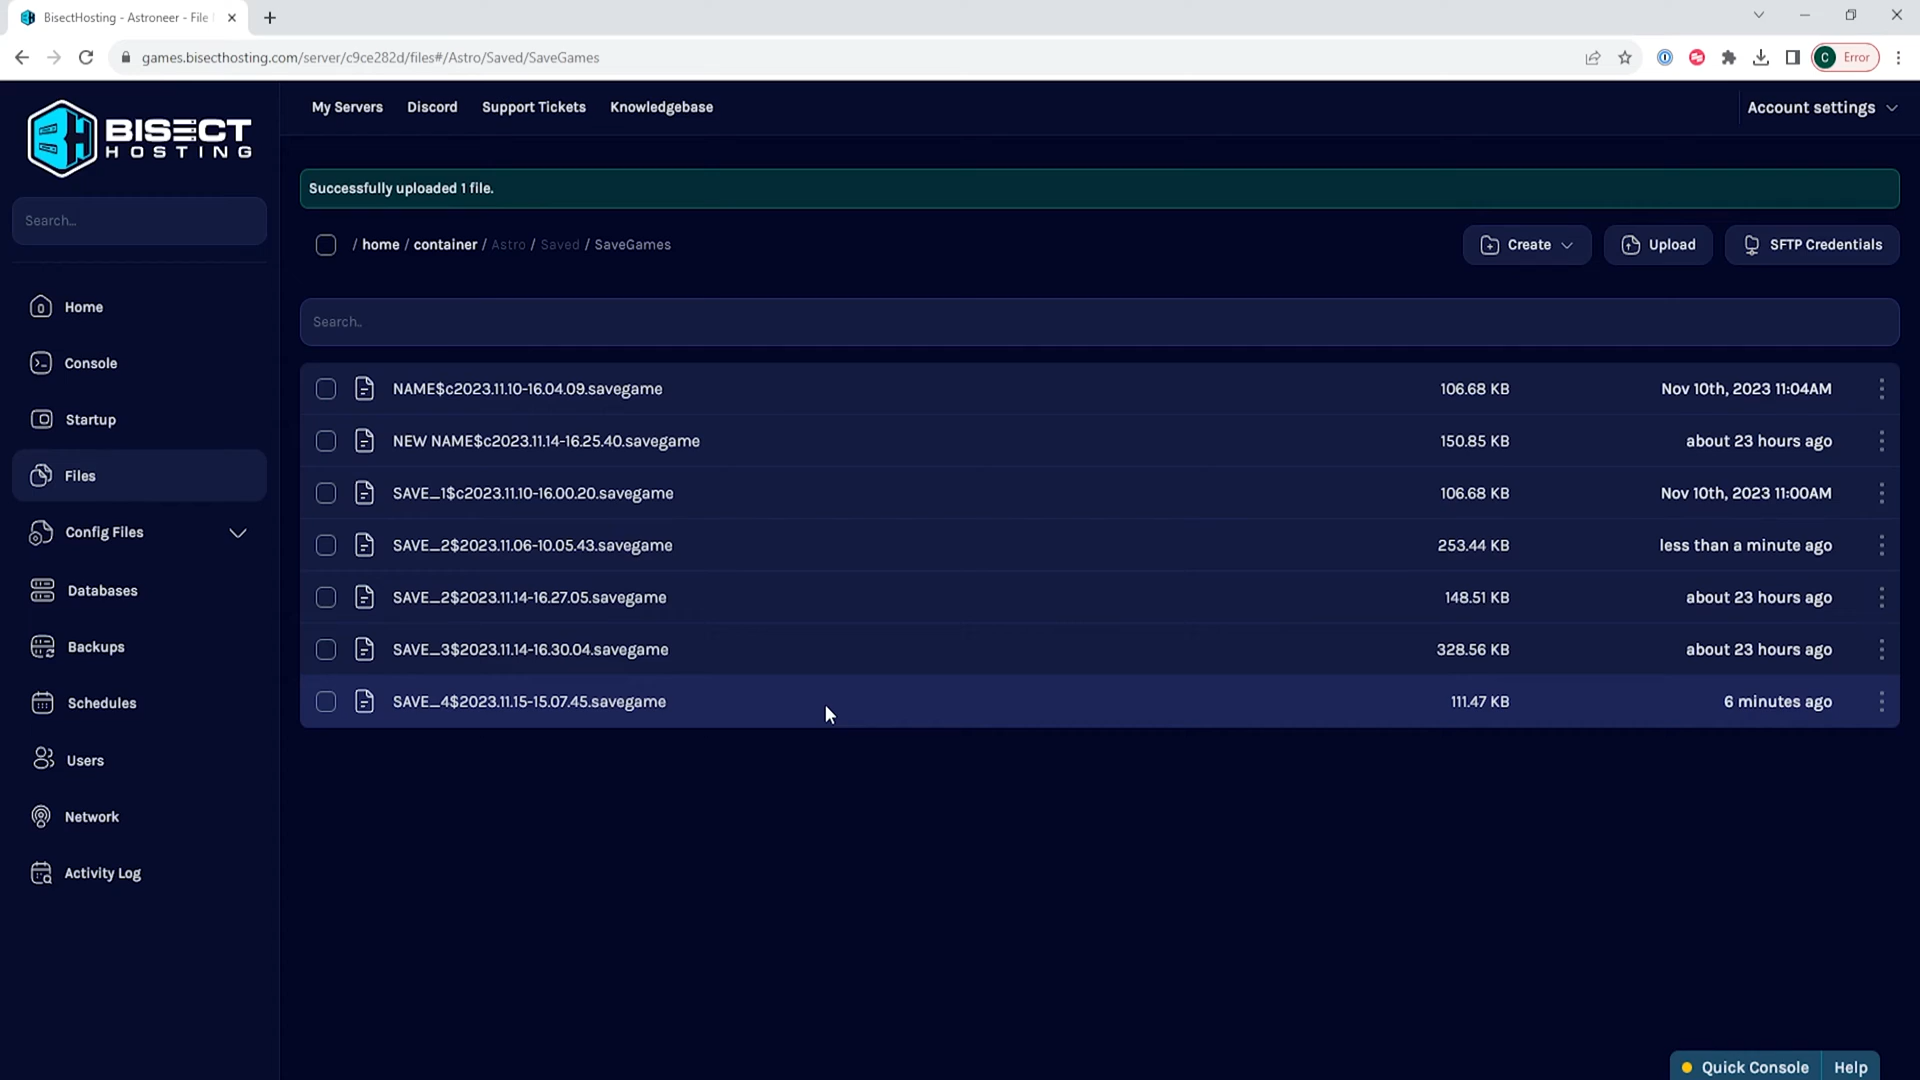 BisectHosting - Astroneer - File
games.bisecthosting.com/server/c9ce282d/files#/Astro/Saved/SaveGames
C Error
BISECT
HOSTING
My Servers Discord Support Tickets Knowledgebase
Account settings
Search...
Successfully uploaded 1 file.
/ home / container / Astro / Saved / SaveGames
Create Upload SFTP Credentials
Search..
Home
Console
Startup
Files
Config Files
Databases
Backups
Schedules
Users
Network
Activity Log
NAME$c2023.11.10-16.04.09.savegame 106.68 KB Nov 10th, 2023 11:04AM
NEW NAME$c2023.11.14-16.25.40.savegame 150.85 KB about 23 hours ago
SAVE_1$c2023.11.10-16.00.20.savegame 106.68 KB Nov 10th, 2023 11:00AM
SAVE_2$2023.11.06-10.05.43.savegame 253.44 KB less than a minute ago
SAVE_2$2023.11.14-16.27.05.savegame 148.51 KB about 23 hours ago
SAVE_3$2023.11.14-16.30.04.savegame 328.56 KB about 23 hours ago
SAVE_4$2023.11.15-15.07.45.savegame 111.47 KB 6 minutes ago
Quick Console Help